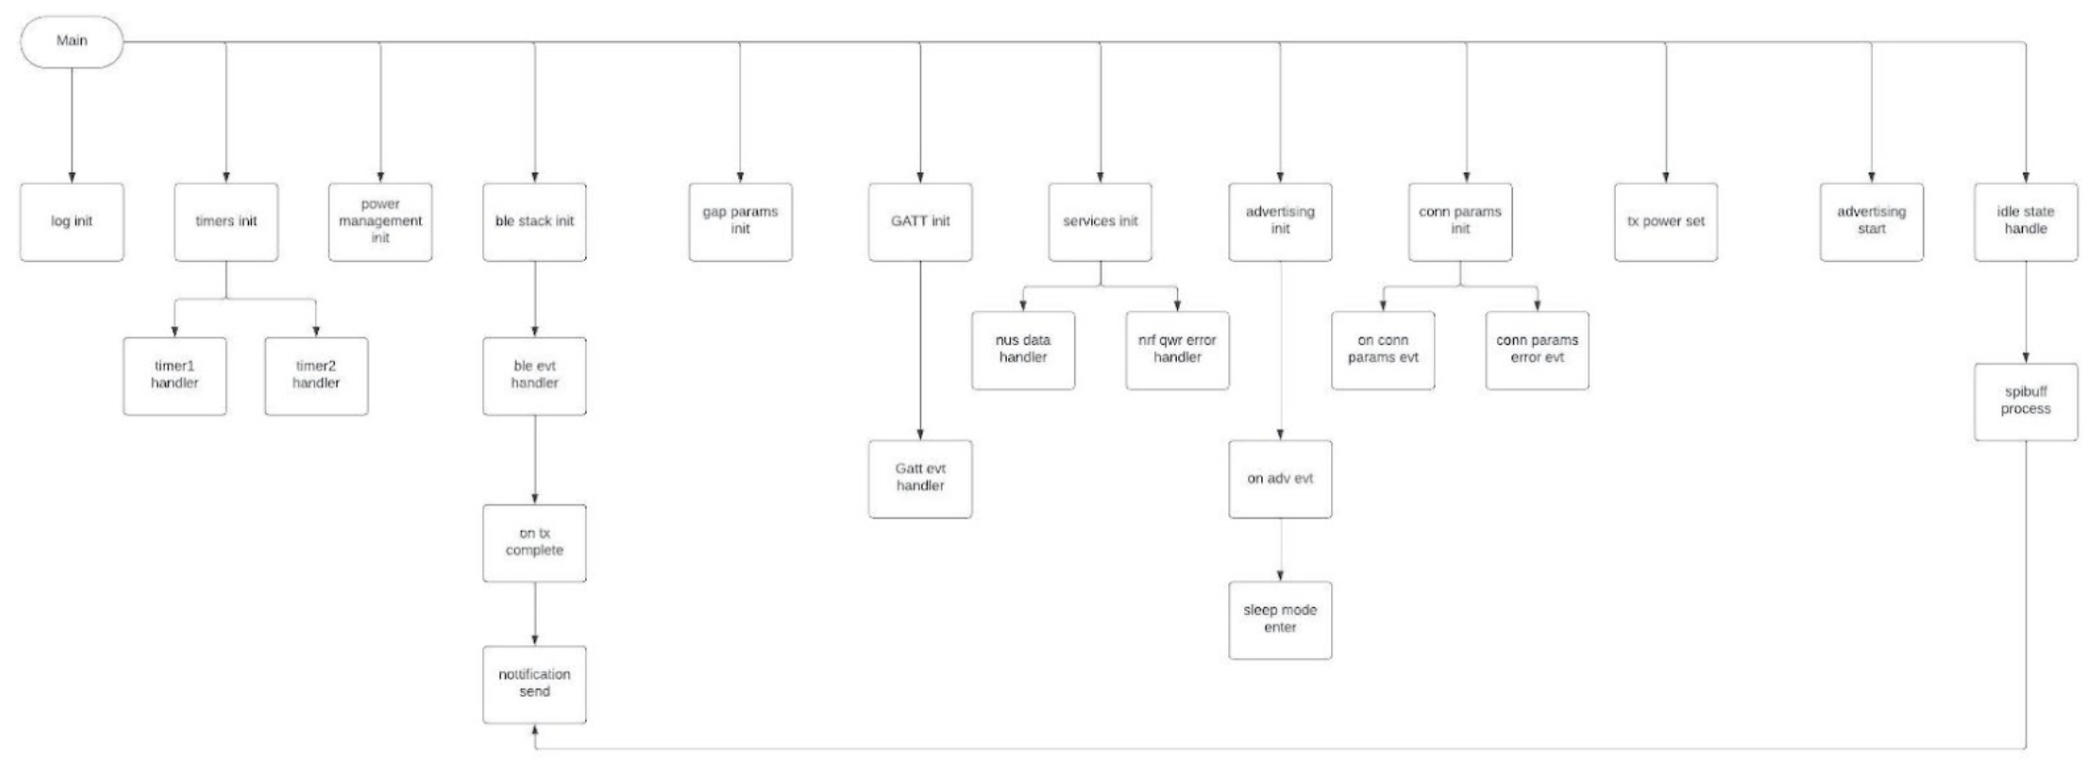 Main
log init
timers init
power
management
init
ble stack init
gap params
init
GATT init
services init
advertising
init
conn params
init
tx power set
advertising
start
idle state
handle
timer1
handler
timer2
handler
ble evt
handler
nus data
handler
nrf qwr error
handler
on conn
params evt
conn params
error evt
spibuff
process
Gatt evt
handler
on adv evt
on tx
complete
sleep mode
enter
nottification
send